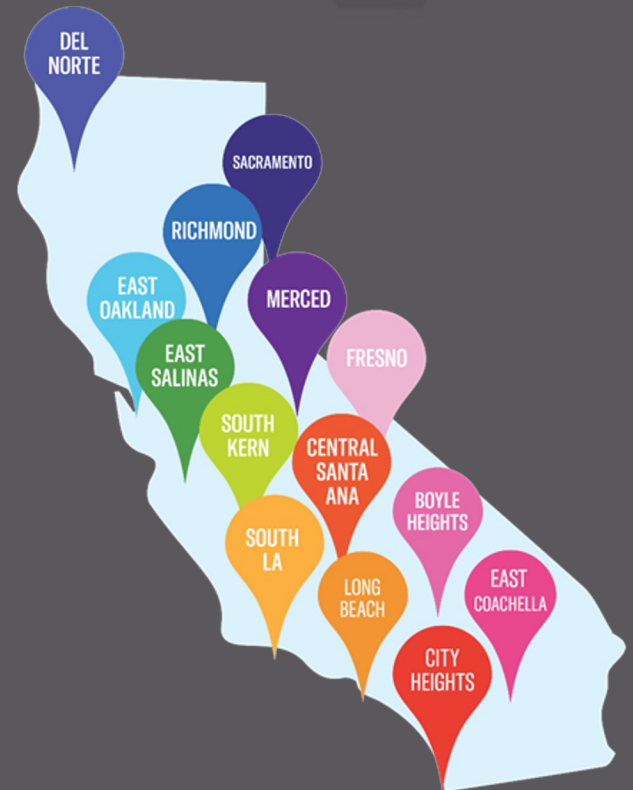 DEL
NORTE
SACRAMENTO
RICHMOND
EAST
OAKLAND
MERCED
EAST
SALINAS
FRESNO
SOUTH
KERN
CENTRAL
SANTA
ANA
BOYLE
HEIGHTS
SOUTH
LA
LONG
BEACH
EAST
COACHELLA
CITY
HEIGHTS